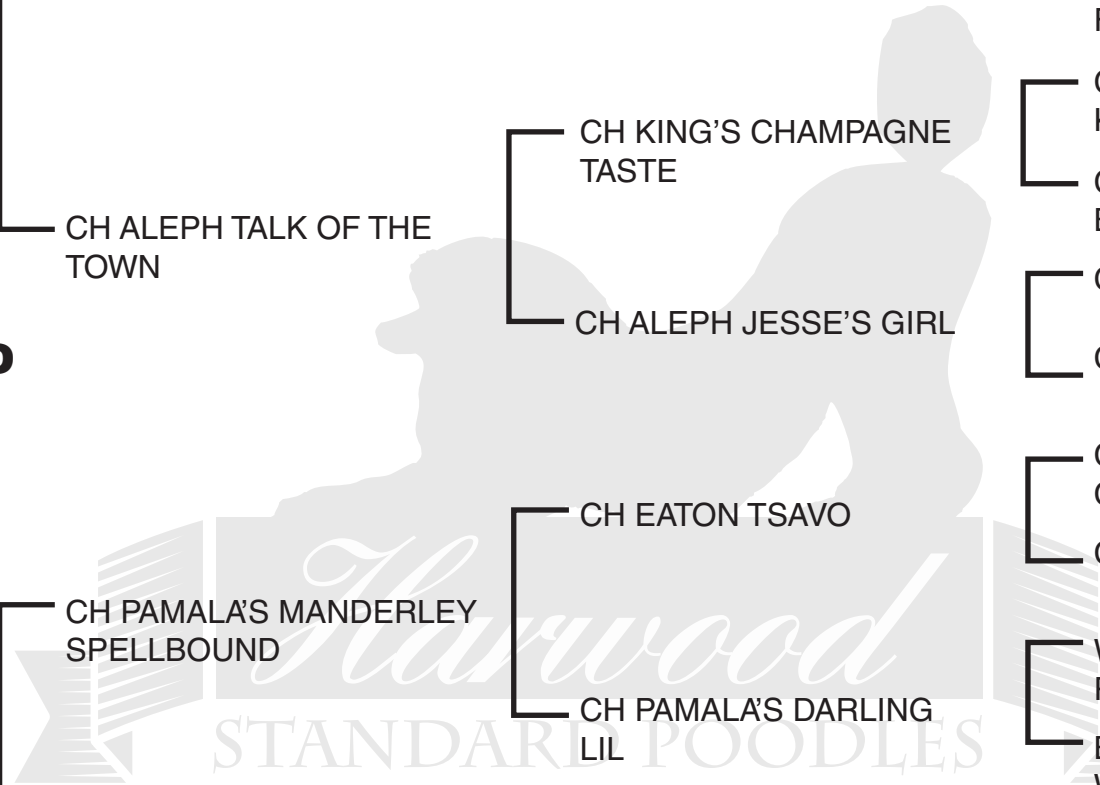 CH KING'S CHAMPAGNE
TASTE
CH ALEPH TALK OF THE
TOWN
CH ALEPH JESSE'S GIRL
CH EATON TSAVO
CH PAMALA'S MANDERLEY
SPELLBOUND
CH PAMALA'S DARLING
LIL
Harwood
STANDARD POODLES